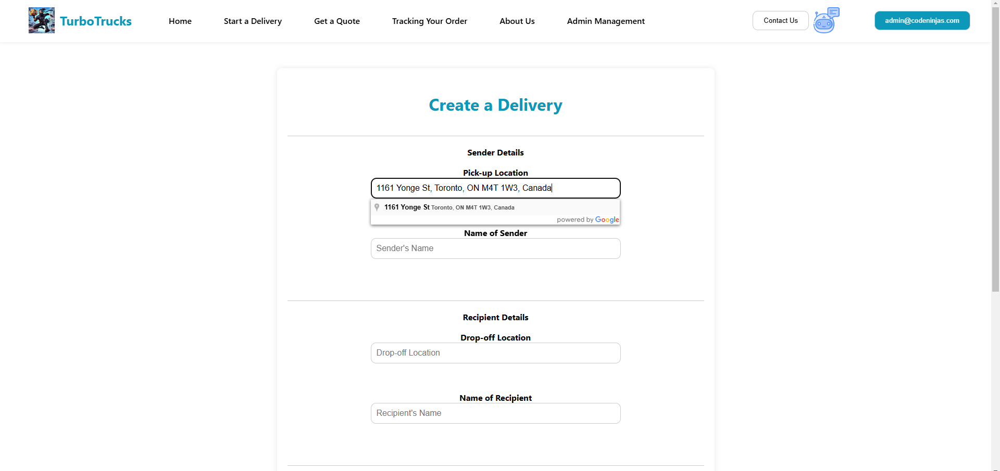 TurboTrucks
Home
Start a Delivery
Get a Quote
Tracking Your Order
About Us
Admin Management
Contact Us
admin@codeninjas.com
Create a Delivery
Sender Details
Pick-up Location
1161 Yonge St, Toronto, ON M4T 1W3, Canada
1161 Yonge St Toronto, ON M4T 1W3, Canada
powered by Google
Name of Sender
Sender's Name
Recipient Details
Drop-off Location
Drop-off Location
Name of Recipient
Recipient's Name